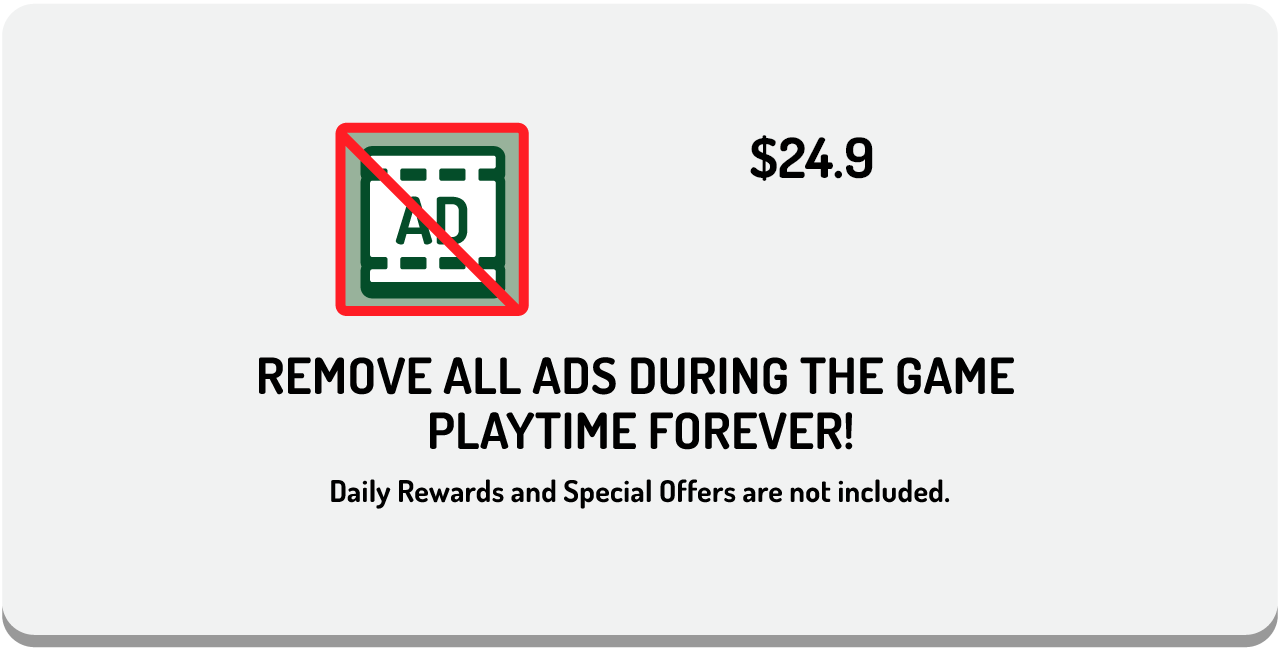 AD
$24.9
REMOVE ALL ADS DURING THE GAME
PLAYTIME FOREVER!
Daily Rewards and Special Offers are not included.